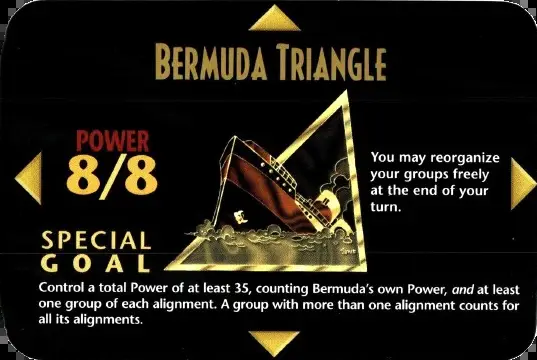 BERMUDA TRIANGLE
POWER
8/8
You may reorganize
your groups freely
at the end of your
turn.
SPECIAL
GOAL
Control a total Power of at least 35, counting Bermuda's own Power, and at least
one group of each alignment. A group with more than one alignment counts for
all its alignments.